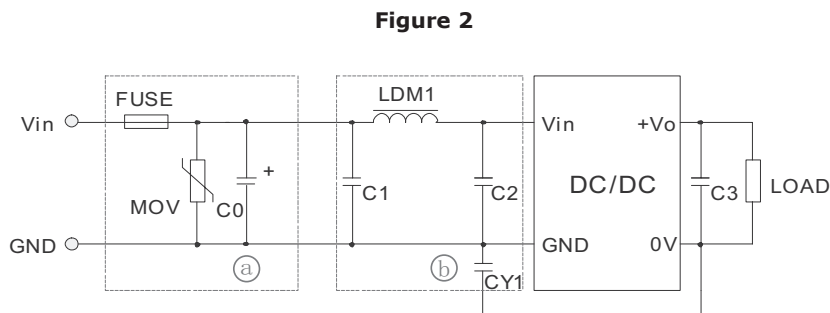 Figure 2
FUSE
LDM1
Vin
Vin
+Vo
MOV
C0
+
C1
C2
DC/DC
C3
LOAD
GND
GND
0V
a
b
CY1